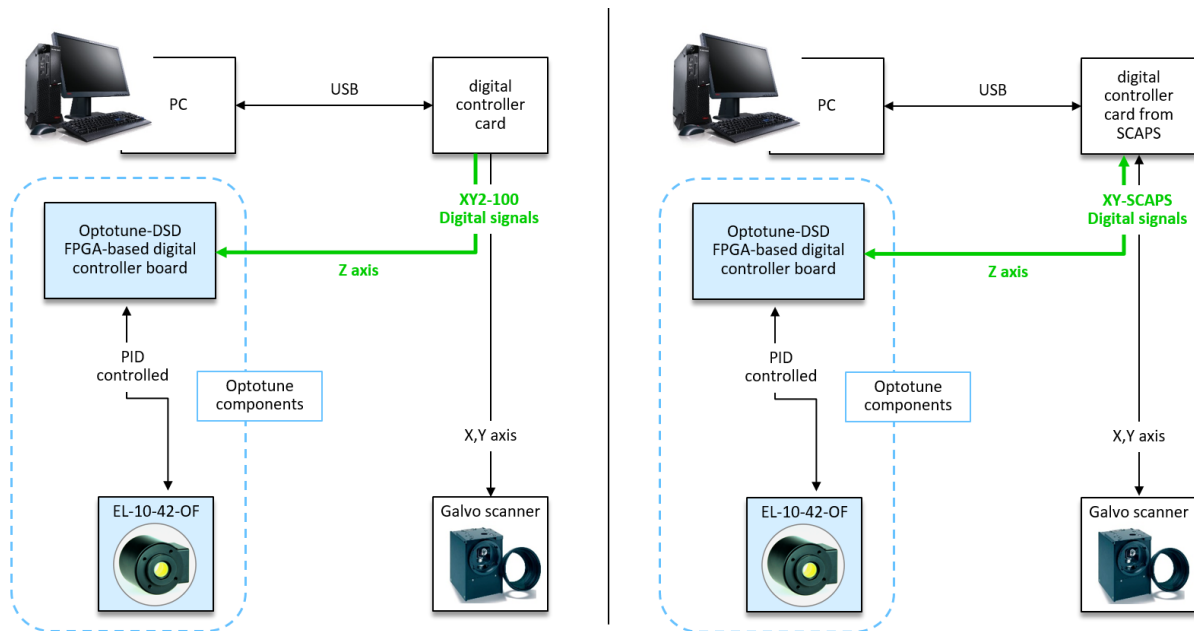 PC
USB
digital
controller
card
XY2-100
Digital signals
Optotune-DSD
FPGA-based digital
controller board
Z axis
PID
controlled
Optotune
components
X,Y axis
EL-10-42-OF
Galvo scanner
PC
USB
digital
controller
card from
SCAPS
XY-SCAPS
Digital signals
Optotune-DSD
FPGA-based digital
controller board
Z axis
PID
controlled
Optotune
components
X,Y axis
EL-10-42-OF
Galvo scanner